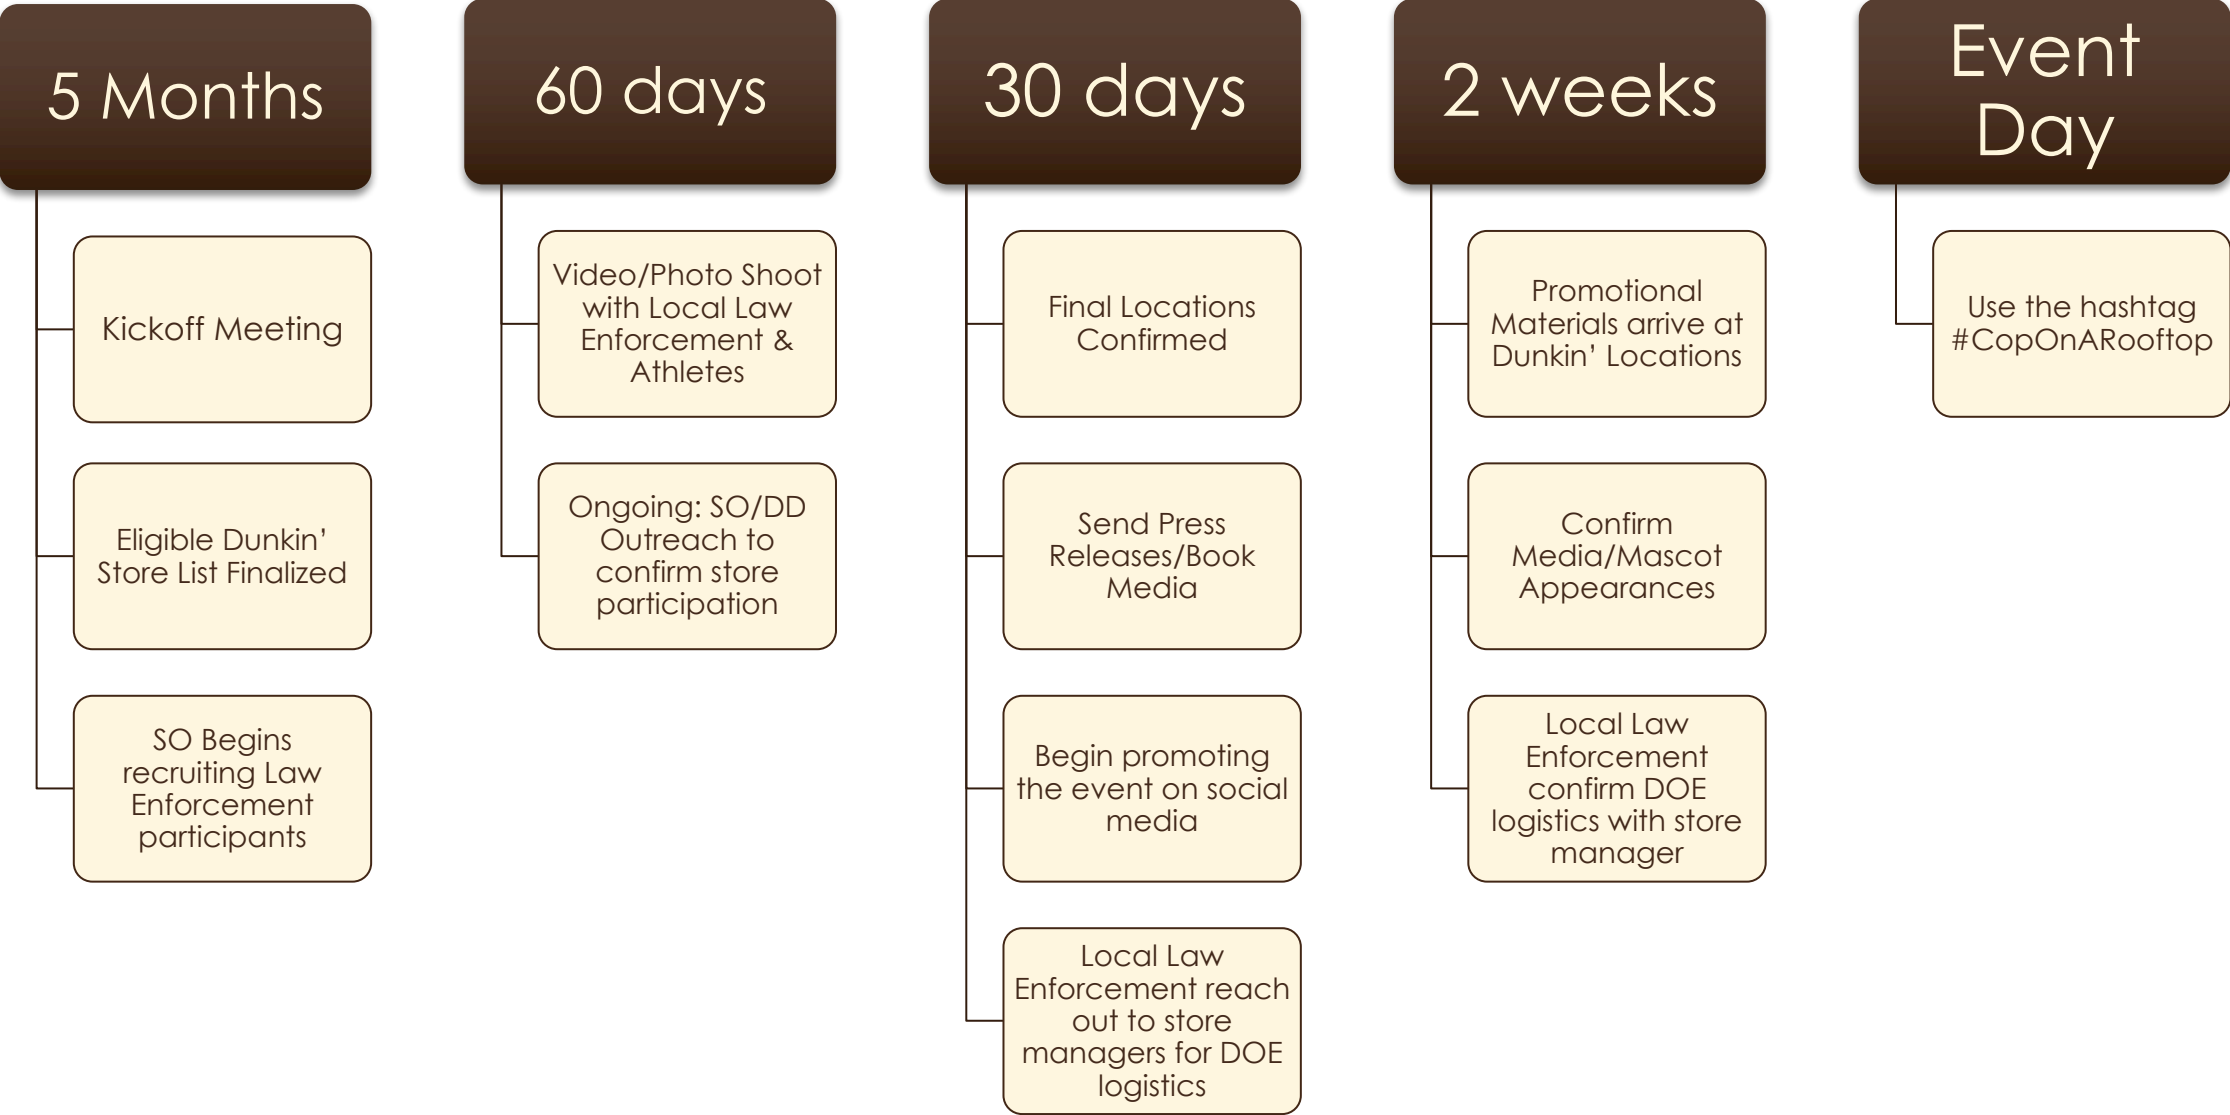 5 Months
Kickoff Meeting
Eligible Dunkin’
Store List Finalized
SO Begins
recruiting Law
Enforcement
participants
60 days
Video/Photo Shoot
with Local Law
Enforcement &
Athletes
Ongoing: SO/DD
Outreach to
confirm store
participation
30 days
Final Locations
Confirmed
Send Press
Releases/Book
Media
Begin promoting
the event on social
media
Local Law
Enforcement reach
out to store
managers for DOE
logistics
2 weeks
Promotional
Materials arrive at
Dunkin’ Locations
Confirm
Media/Mascot
Appearances
Local Law
Enforcement
confirm DOE
logistics with store
manager
Event
Day
Use the hashtag
#CopOnARooftop